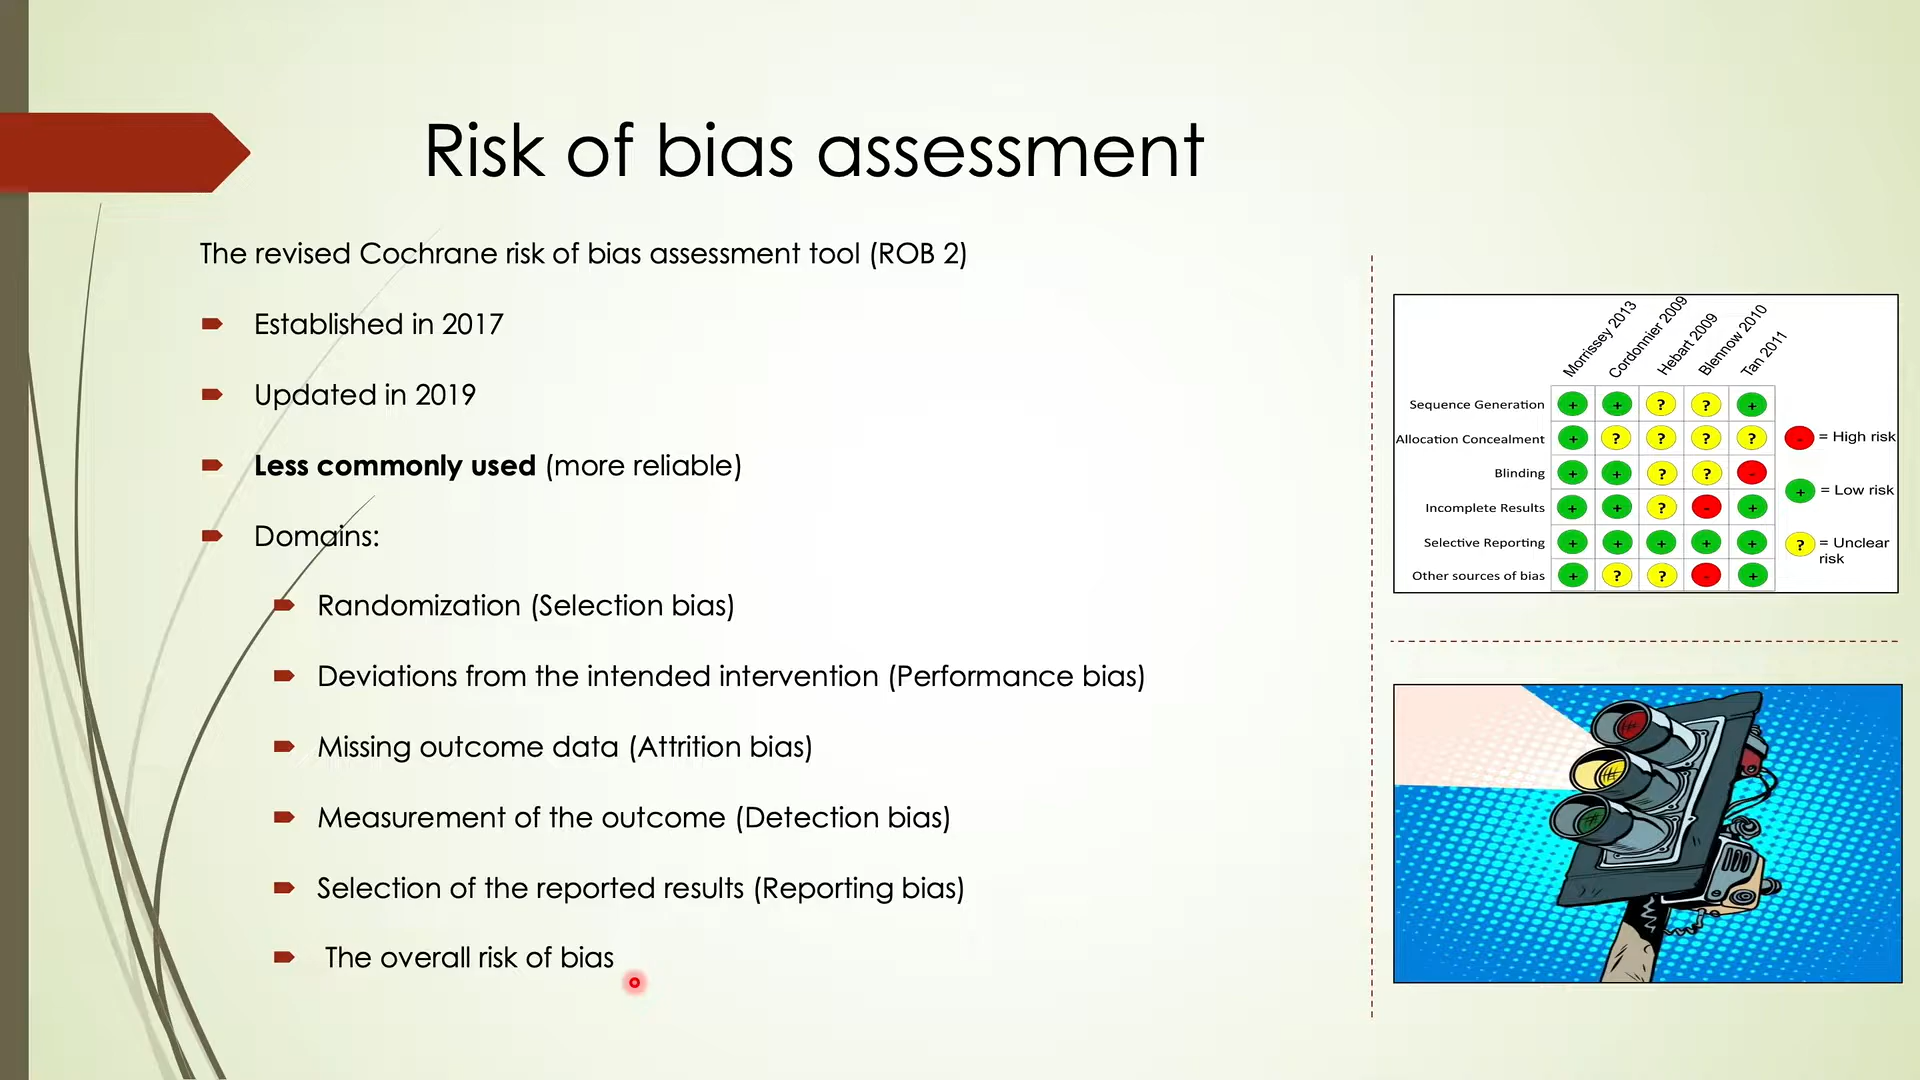 Risk of bias assessment
The revised Cochrane risk of bias assessment tool (ROB 2)
Established in 2017
Updated in 2019
Less commonly used (more reliable)
Domains:
Randomization (Selection bias)
Deviations from the intended intervention (Performance bias)
Missing outcome data (Attrition bias)
Measurement of the outcome (Detection bias)
Selection of the reported results (Reporting bias)
The overall risk of bias
Morrissey 2013
Cordonnier 2009
Hebart 2009
Blennow 2010
Tan 2011
Sequence Generation + + ? ? +
Allocation Concealment + ? ? ? ?
Blinding + + ? ? -
Incomplete Results + + ? - +
Selective Reporting + + + + +
Other sources of bias + ? ? - +
- = High risk
+ = Low risk
? = Unclear
risk